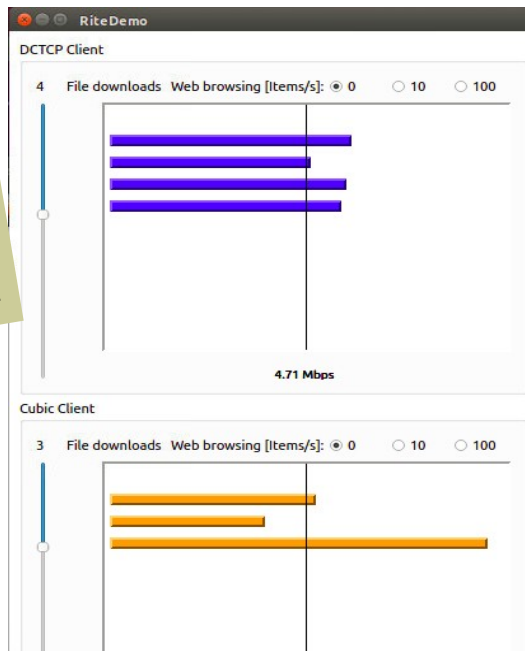 RiteDemo
DCTCP Client
4 File downloads Web browsing [Items/s]: 0 10 100
4.71 Mbps
Cubic Client
3 File downloads Web browsing [Items/s]: 0 10 100